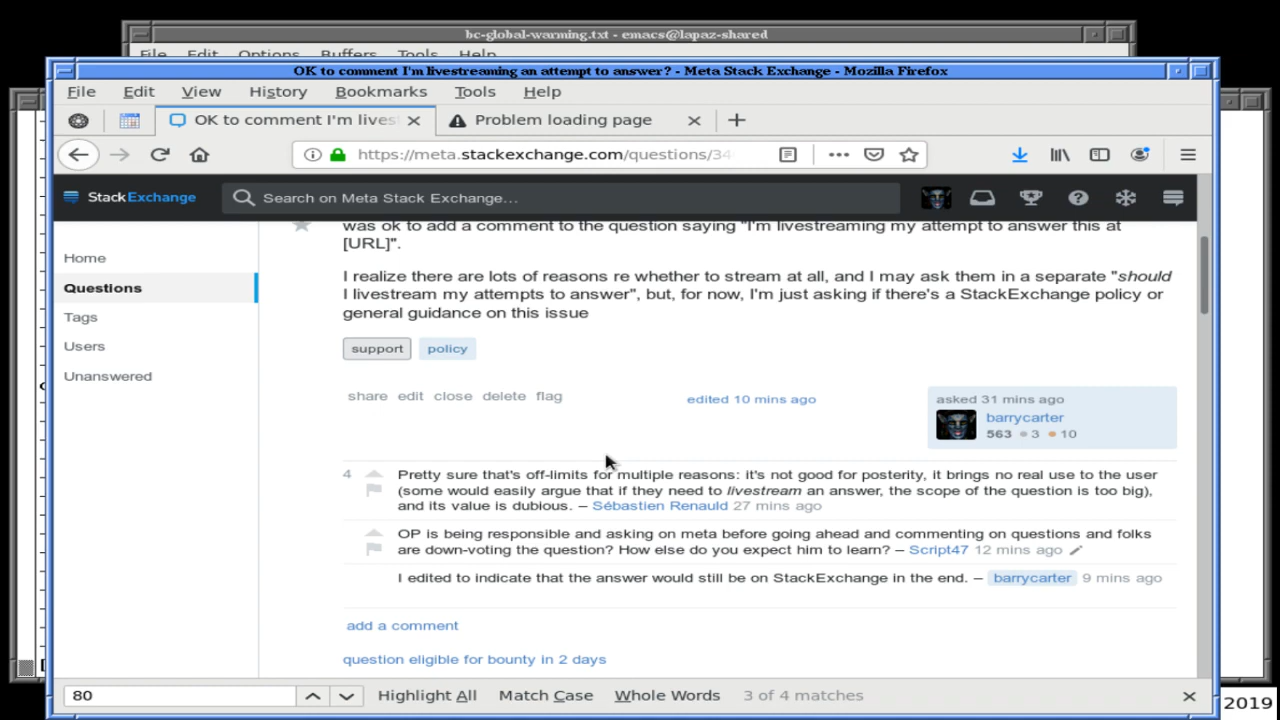 bc-global-warming.txt - emacs@lapaz-shared
File Edit Options Buffers Tools Help
OK to comment I'm livestreaming an attempt to answer? - Meta Stack Exchange - Mozilla Firefox
File Edit View History Bookmarks Tools Help
OK to comment I'm lives
Problem loading page
https://meta.stackexchange.com/questions/34
StackExchange
Search on Meta Stack Exchange...
was ok to add a comment to the question saying "I'm livestreaming my attempt to answer this at
[URL]".
Home
Questions
Tags
Users
Unanswered
I realize there are lots of reasons re whether to stream at all, and I may ask them in a separate "should
I livestream my attempts to answer", but, for now, I'm just asking if there's a StackExchange policy or
general guidance on this issue
support policy
share edit close delete flag
edited 10 mins ago
asked 31 mins ago
barrycarter
563 3 10
4 Pretty sure that's off-limits for multiple reasons: it's not good for posterity, it brings no real use to the user
(some would easily argue that if they need to livestream an answer, the scope of the question is too big),
and its value is dubious. – Sébastien Renauld 27 mins ago
OP is being responsible and asking on meta before going ahead and commenting on questions and folks
are down-voting the question? How else do you expect him to learn? – Script47 12 mins ago
I edited to indicate that the answer would still be on StackExchange in the end. – barrycarter 9 mins ago
add a comment
question eligible for bounty in 2 days
80 Highlight All Match Case Whole Words 3 of 4 matches
2019